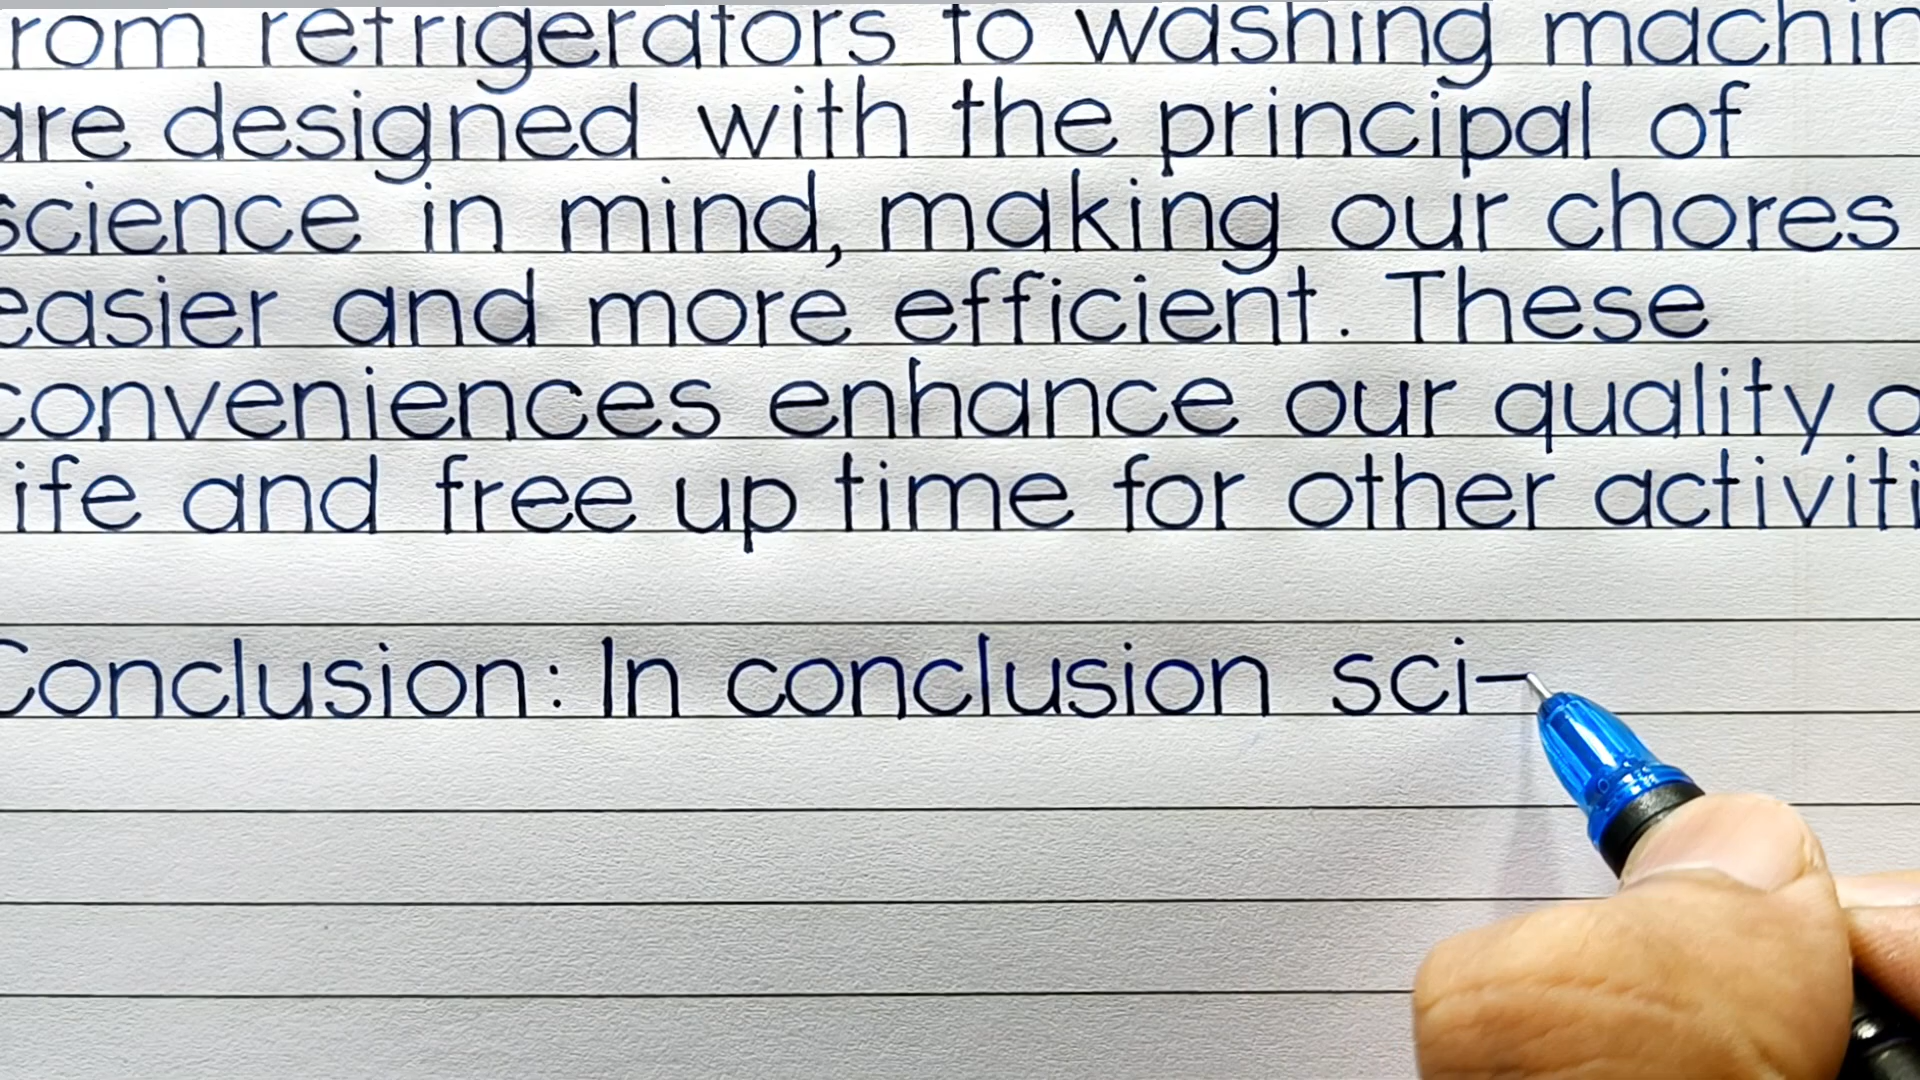 rom refrigerators to washing machin
are designed with the principal of
science in mind, making our chores
easier and more efficient. These
conveniences enhance our quality o
ife and free up time for other activiti
Conclusion: In conclusion sci-